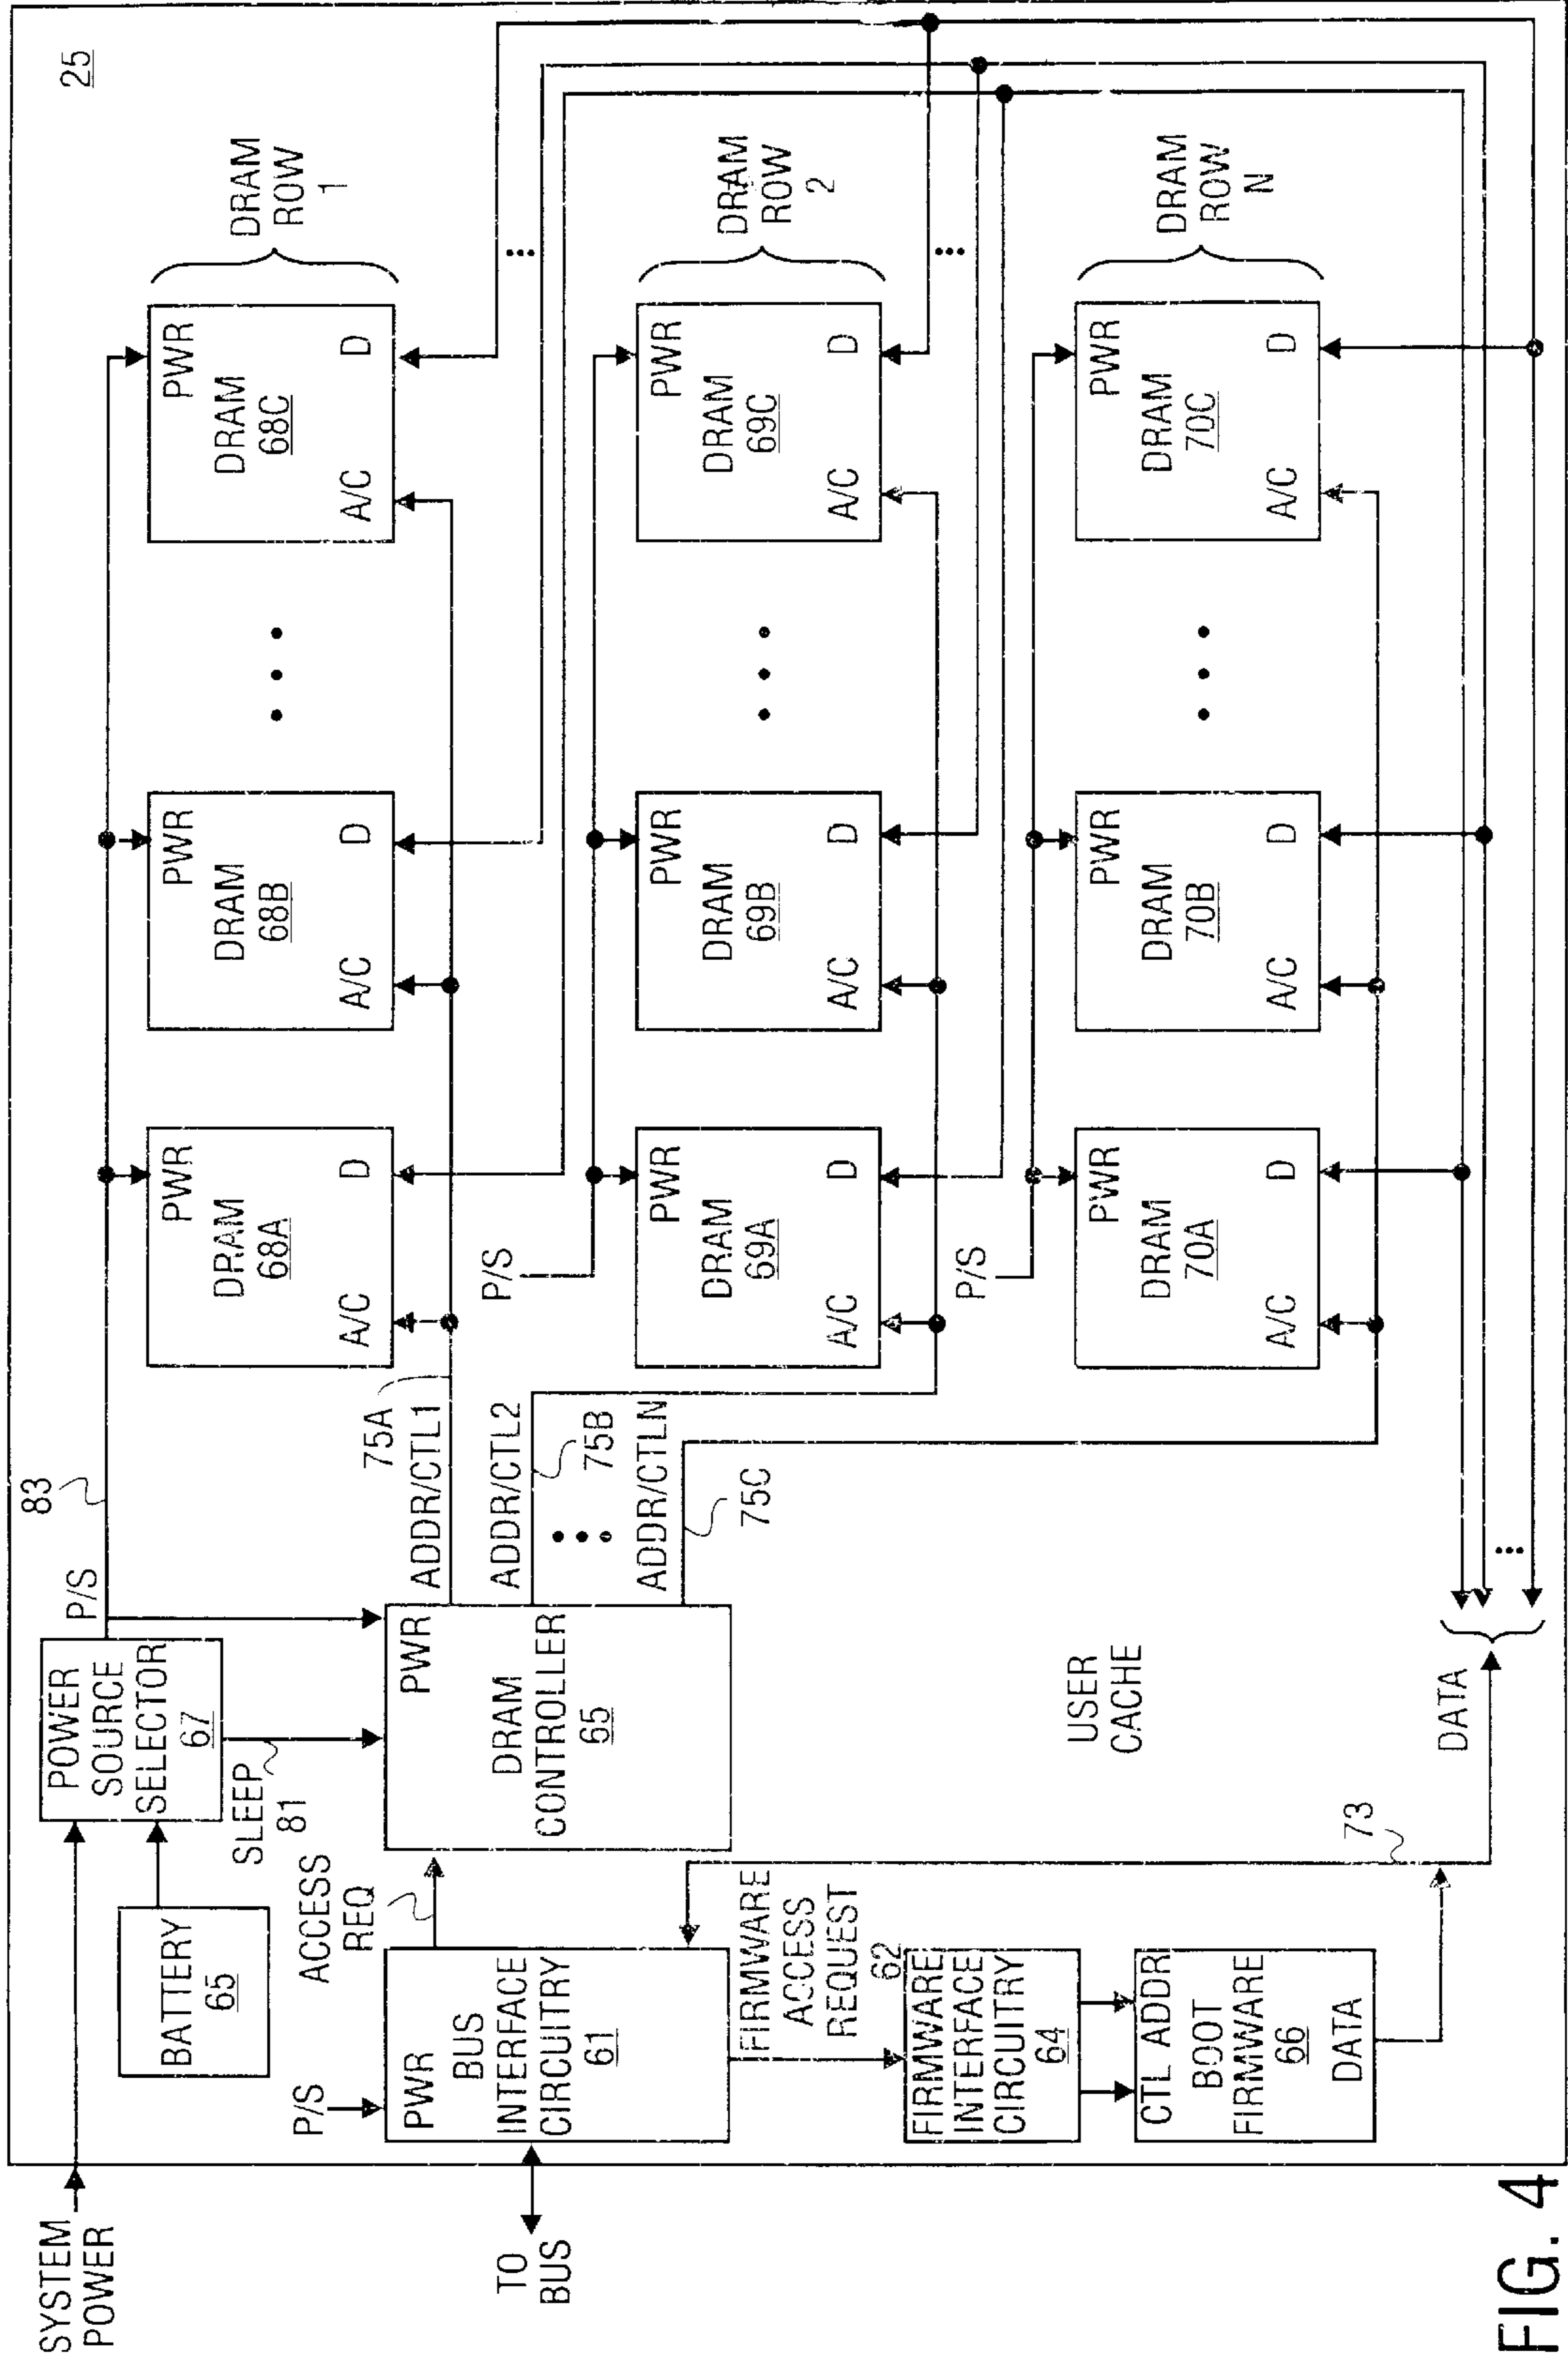 SYSTEM
POWER
BATTERY
65
POWER
SOURCE
SELECTOR
67
P/S
83
25
SLEEP
81
ACCESS
REQ
TO
BUS
P/S
PWR
BUS
INTERFACE
CIRCUITRY
61
PWR
DRAM
CONTROLLER
65
75A
ADDR/CTL1
ADDR/CTL2
75B
ADDR/CTLN
75C
PWR
DRAM
68A
A/C
D
PWR
DRAM
68B
A/C
D
PWR
DRAM
68C
A/C
D
DRAM
ROW
1
P/S
PWR
DRAM
69A
A/C
D
PWR
DRAM
69B
A/C
D
PWR
DRAM
69C
A/C
D
DRAM
ROW
2
P/S
PWR
DRAM
70A
A/C
D
PWR
DRAM
70B
A/C
D
PWR
DRAM
70C
A/C
D
DRAM
ROW
N
FIRMWARE
ACCESS
REQUEST
62
FIRMWARE
INTERFACE
CIRCUITRY
64
CTL ADDR
BOOT
FIRMWARE
66
DATA
73
USER
CACHE
DATA
FIG. 4